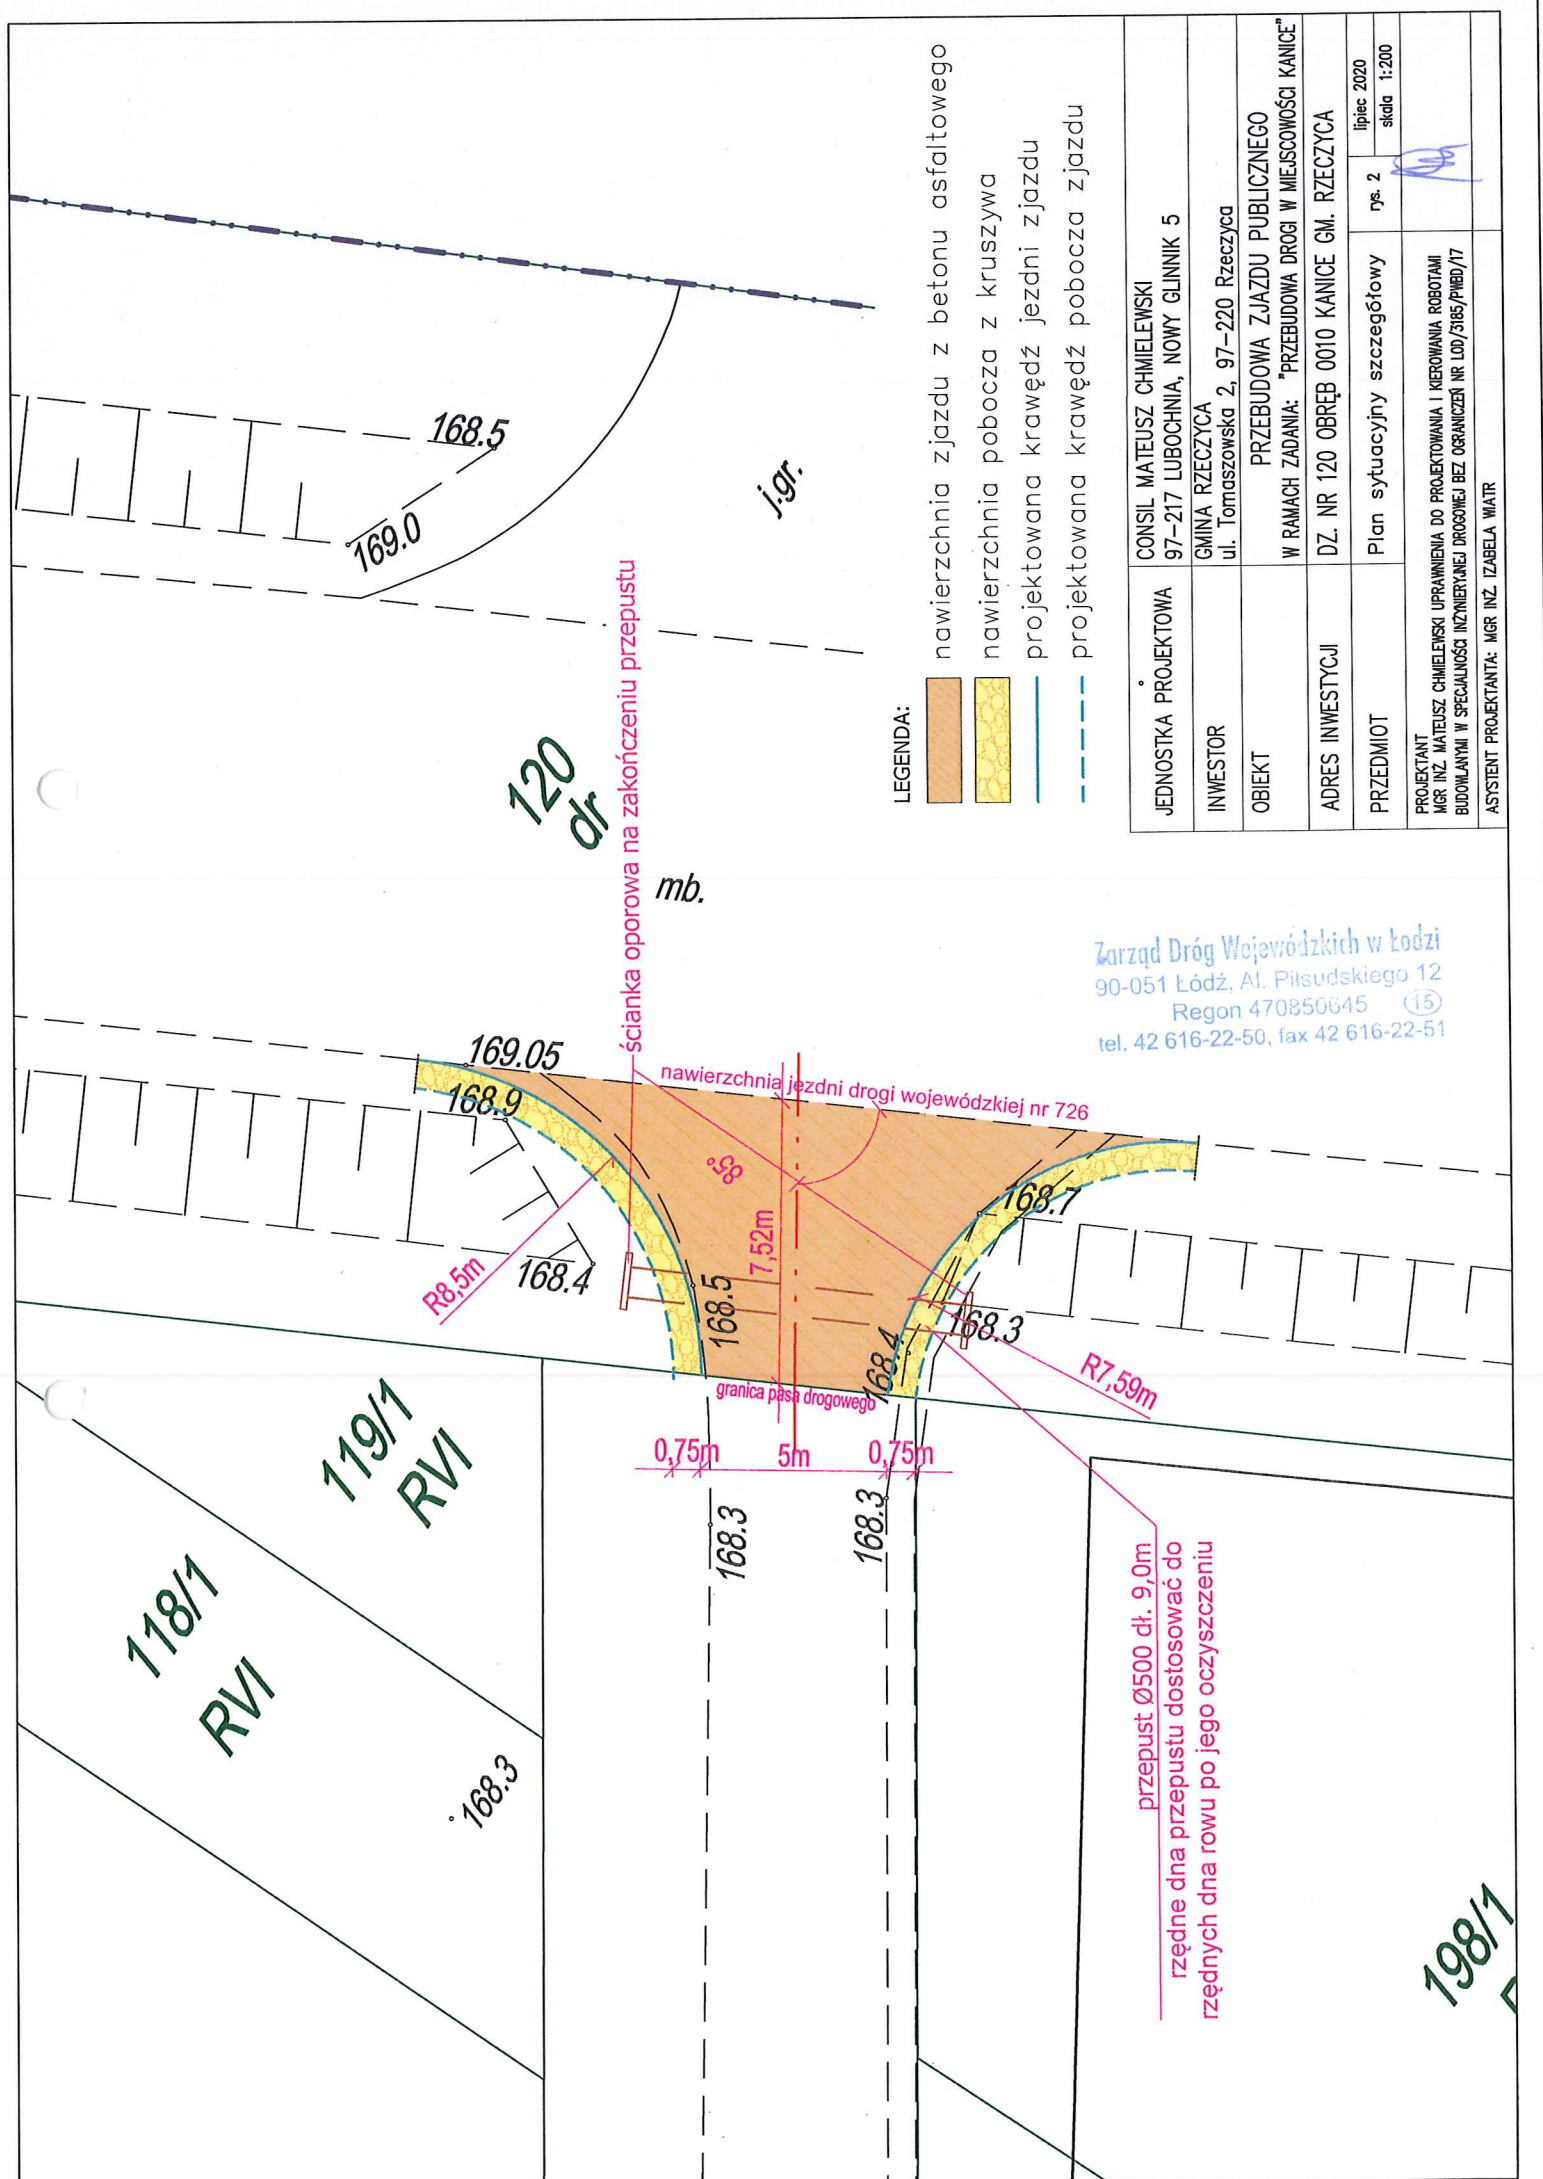 168.5
169.0
j.gr.
120
dr
mb.
ścianka oporowa na zakończeniu przepustu
169.05
168.9
nawierzchnia jezdni drogi wojewódzkiej nr 726
85°
7,52m
R8,5m
168.4
168.5
168.7
168.3
168.4
R7,59m
granica pasa drogowego
0,75m
5m
0,75m
168.3
168.3
119/1
RVI
118/1
RVI
168.3
przepust Ø500 dł. 9,0m
rzędne dna przepustu dostosować do
rzędnych dna rowu po jego oczyszczeniu
198/1
LEGENDA:
nawierzchnia zjazdu z betonu asfaltowego
nawierzchnia pobocza z kruszywa
projektowana krawędź jezdni zjazdu
projektowana krawędź pobocza zjazdu
JEDNOSTKA PROJEKTOWA
CONSIL MATEUSZ CHMIELEWSKI
97-217 LUBOCHNIA, NOWY GLINNIK 5
INWESTOR
GMINA RZECZYCA
ul. Tomaszowska 2, 97-220 Rzeczyca
OBIEKT
PRZEBUDOWA ZJAZDU PUBLICZNEGO
W RAMACH ZADANIA: "PRZEBUDOWA DROGI W MIEJSCOWOŚCI KANICE"
ADRES INWESTYCJI
DZ. NR 120 OBRĘB 0010 KANICE GM. RZECZYCA
PRZEDMIOT
Plan sytuacyjny szczegółowy
rys. 2
lipiec 2020
skala 1:200
PROJEKTANT
MGR INŻ. MATEUSZ CHMIELEWSKI UPRAWNIENIA DO PROJEKTOWANIA I KIEROWANIA ROBOTAMI
BUDOWLANYMI W SPECJALNOŚCI INŻYNIERYJNEJ DROGOWEJ BEZ OGRANICZEŃ NR LOD/3185/PWBD/17
ASYSTENT PROJEKTANTA: MGR INŻ. IZABELA WIATR
Zarząd Dróg Wojewódzkich w Łodzi
90-051 Łódź, Al. Piłsudskiego 12
Regon 470850645 15
tel. 42 616-22-50, fax 42 616-22-51